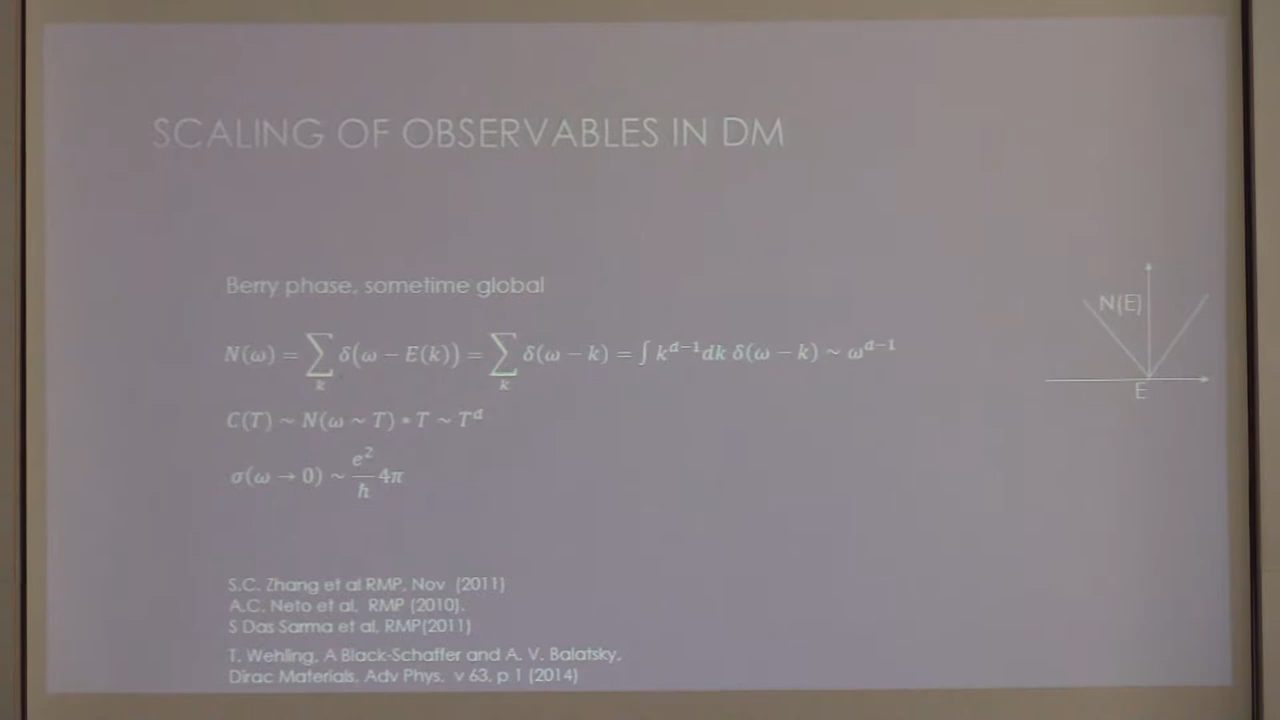 SCALING OF OBSERVABLES IN DM
Berry phase, sometime global
N(ω) = ∑_k δ(ω − E(k)) = ∑_k δ(ω − k) = ∫ k^{d−1}dk δ(ω − k) ~ ω^{d−1}
C(T) ~ N(ω ~ T) * T ~ T^d
σ(ω → 0) ~ e²/ħ 4π
N(E)
E
S.C. Zhang et al RMP, Nov (2011)
A.C. Neto et al, RMP (2010).
S Das Sarma et al, RMP(2011)
T. Wehling, A Black-Schaffer and A. V. Balatsky,
Dirac Materials, Adv Phys, v 63, p 1 (2014)